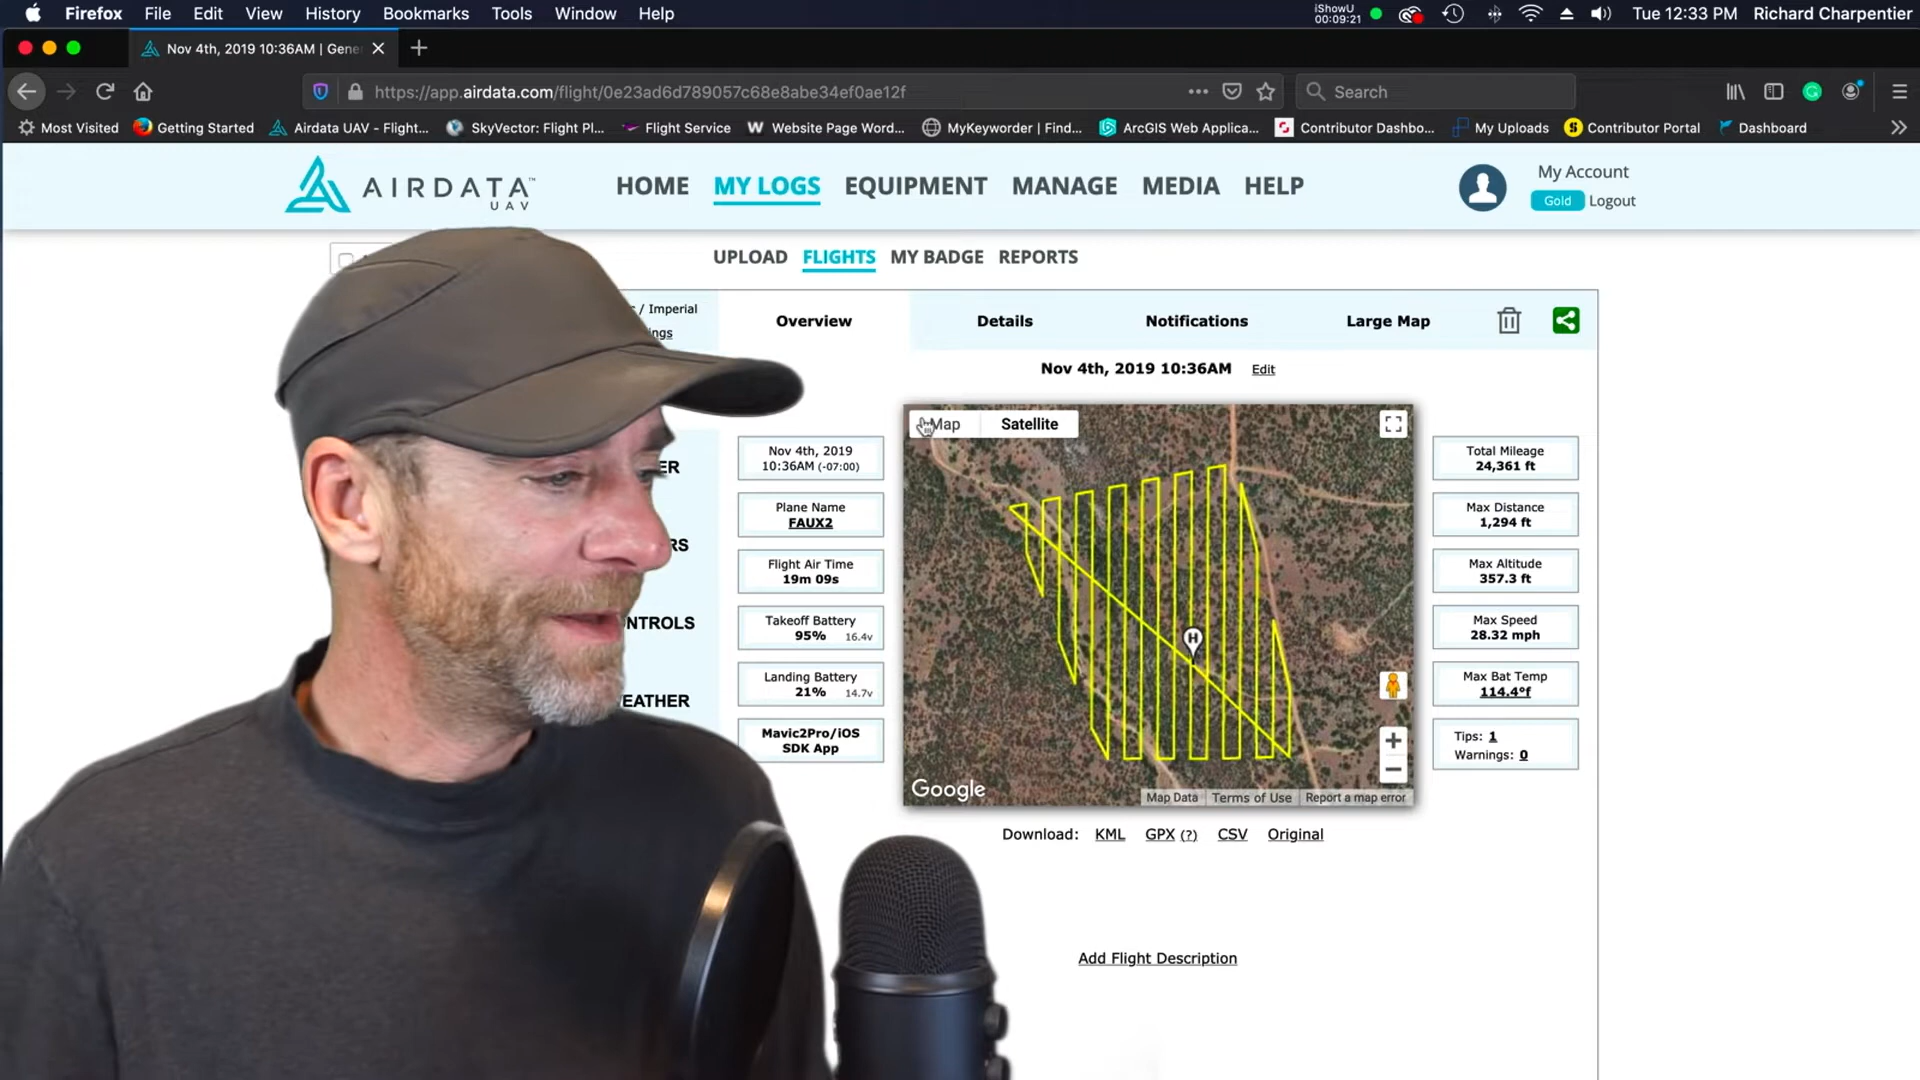 Firefox File Edit View History Bookmarks Tools Window Help
iShowU
00:09:21
Tue 12:33 PM Richard Charpentier
Nov 4th, 2019 10:36AM | Gene
https://app.airdata.com/flight/0e23ad6d789057c68e8abe34ef0ae12f
Search
Most Visited Getting Started Airdata UAV - Flight... SkyVector: Flight Pl... Flight Service Website Page Word... MyKeyworder | Find... ArcGIS Web Applica... Contributor Dashbo... My Uploads Contributor Portal Dashboard
AIRDATA™
UAV
HOME MY LOGS EQUIPMENT MANAGE MEDIA HELP
My Account
Gold Logout
UPLOAD FLIGHTS MY BADGE REPORTS
/ Imperial
ngs
Overview Details Notifications Large Map
Nov 4th, 2019 10:36AM Edit
ER
RS
NTROLS
EATHER
Nov 4th, 2019
10:36AM (-07:00)
Plane Name
FAUX2
Flight Air Time
19m 09s
Takeoff Battery
95% 16.4v
Landing Battery
21% 14.7v
Mavic2Pro/iOS
SDK App
Map Satellite
H
Google
Map Data Terms of Use Report a map error
Total Mileage
24,361 ft
Max Distance
1,294 ft
Max Altitude
357.3 ft
Max Speed
28.32 mph
Max Bat Temp
114.4°f
Tips: 1
Warnings: 0
Download: KML GPX (?) CSV Original
Add Flight Description